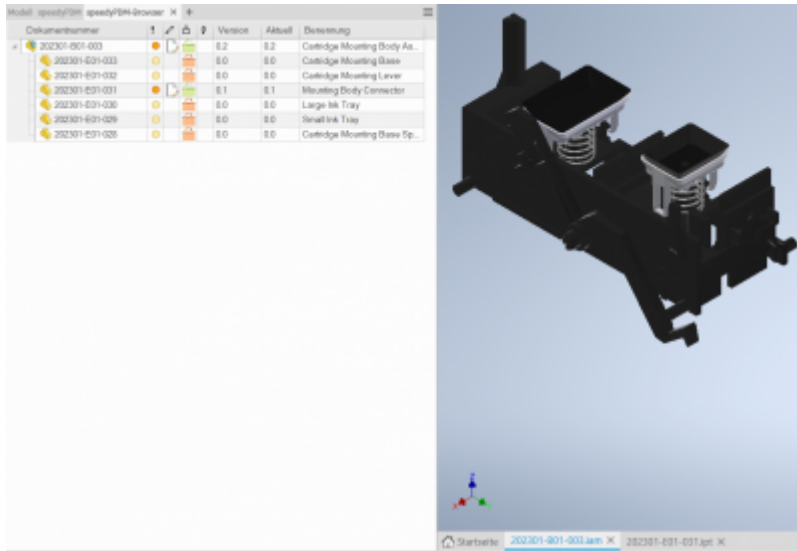 Modell speedyPDM speedyPDM-Browser × +
Dokumentnummer ! Version Aktuell Benennung
202301-B01-003 0.2 0.2 Cartridge Mounting Body As...
202301-E01-033 0.0 0.0 Cartridge Mounting Base
202301-E01-032 0.0 0.0 Cartridge Mounting Lever
202301-E01-031 0.1 0.1 Mounting Body Connector
202301-E01-030 0.0 0.0 Large Ink Tray
202301-E01-029 0.0 0.0 Small Ink Tray
202301-E01-028 0.0 0.0 Cartridge Mounting Base Sp...
Startseite 202301-B01-003.iam × 202301-E01-031.ipt ×